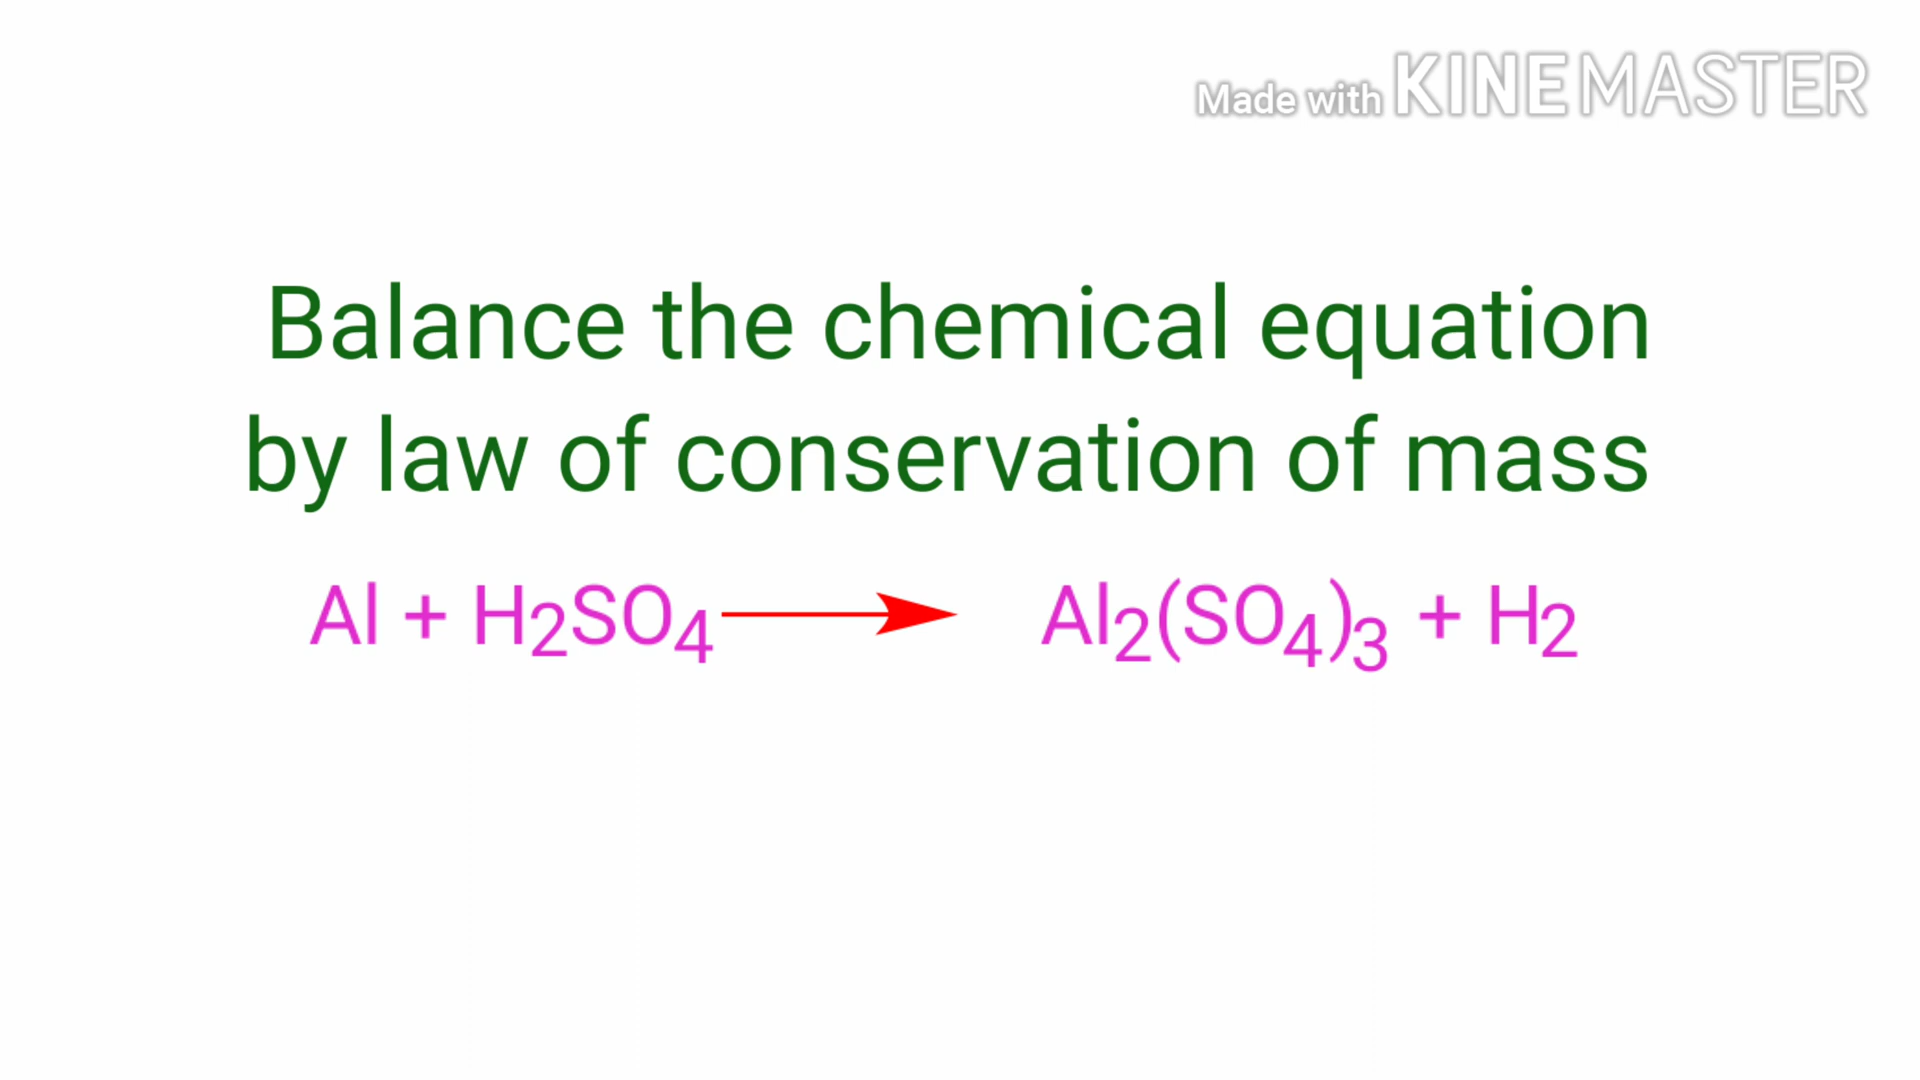 Made with KINEMASTER
Balance the chemical equation
by law of conservation of mass
Al + H2SO4 ⟶ Al2(SO4)3 + H2